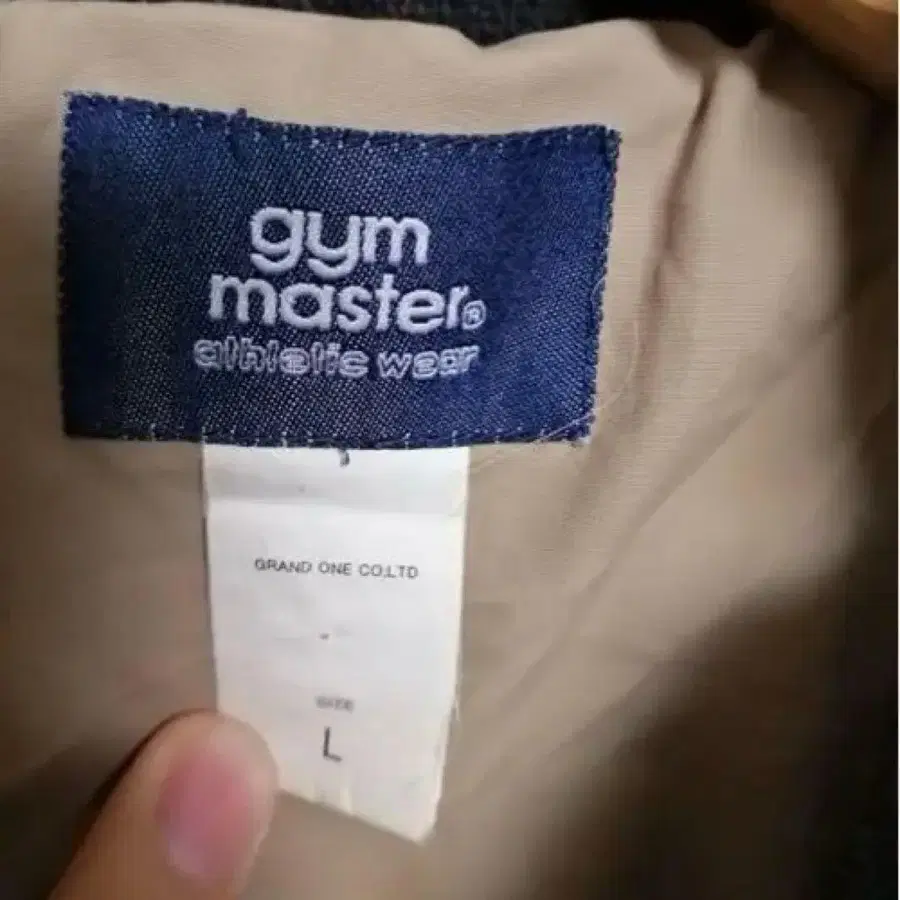 gym
master®
athletic wear
GRAND ONE CO,LTD
SIZE
L